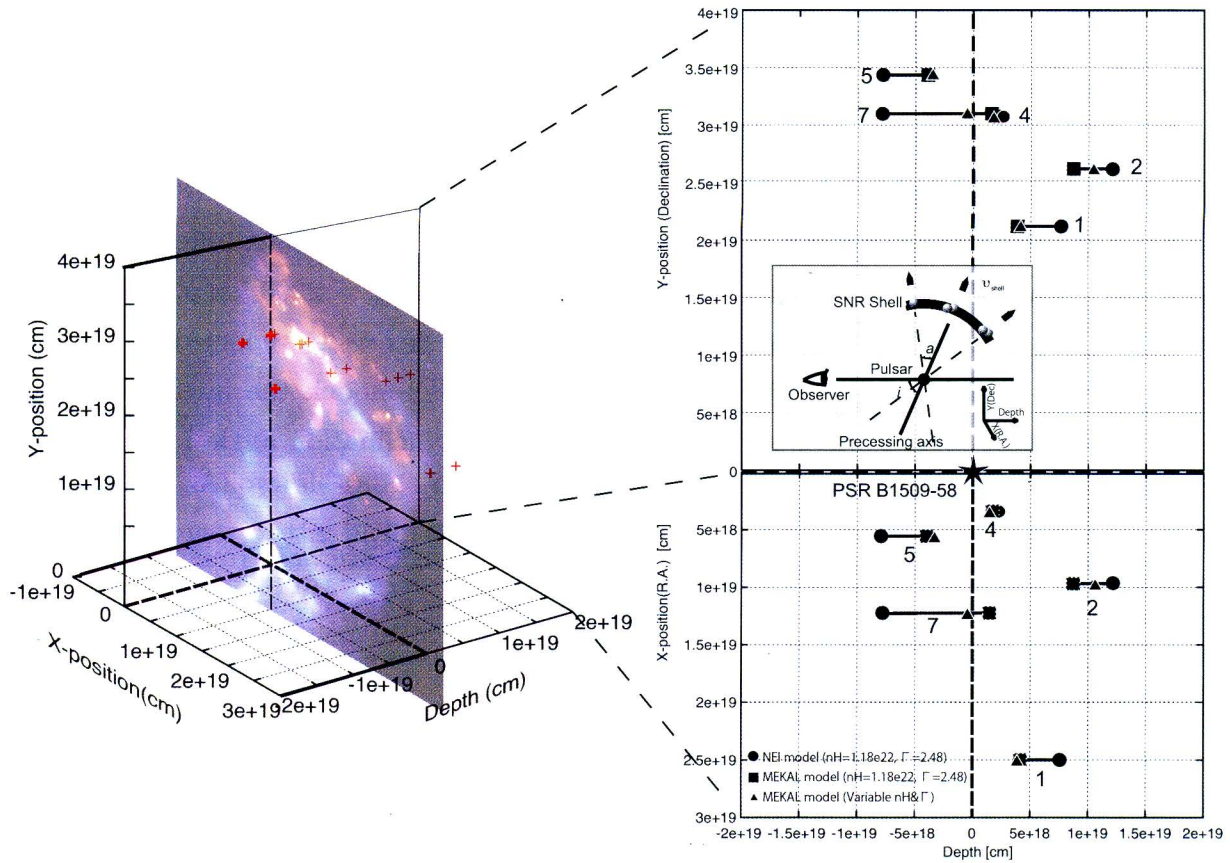 4e+19
3e+19
2e+19
1e+19
0
Y-position (cm)
-1e+19
0
1e+19
2e+19
3e+19
X-position(cm)
2e+19
-1e+19
0
1e+19
2e+19
Depth (cm)
4e+19
3.5e+19
3e+19
2.5e+19
2e+19
1.5e+19
1e+19
5e+18
0
Y-position (Declination) [cm]
5
7
4
2
1
SNR Shell
υshell
a
Pulsar
i
Observer
Precessing axis
Y(Dec)
Depth
X(R.A)
PSR B1509-58
5e+18
1e+19
1.5e+19
2e+19
2.5e+19
3e+19
X-position(R.A.) [cm]
4
5
2
7
1
NEI model (nH=1.18e22, Γ=2.48)
MEKAL model (nH=1.18e22, Γ=2.48)
MEKAL model (Variable nH&Γ)
-2e+19 -1.5e+19 -1e+19 -5e+18 0 5e+18 1e+19 1.5e+19 2e+19
Depth [cm]